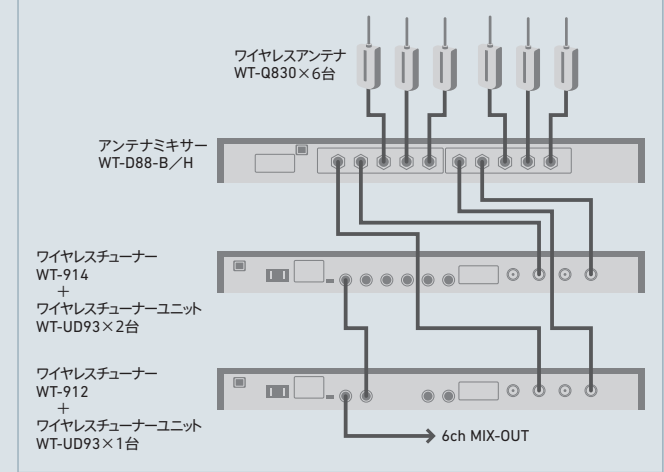 ワイヤレスアンテナ
WT-Q830×6台
アンテナミキサー
WT-D88-B／H
ワイヤレスチューナー
WT-914
＋
ワイヤレスチューナーユニット
WT-UD93×2台
ワイヤレスチューナー
WT-912
＋
ワイヤレスチューナーユニット
WT-UD93×1台
6ch MIX-OUT